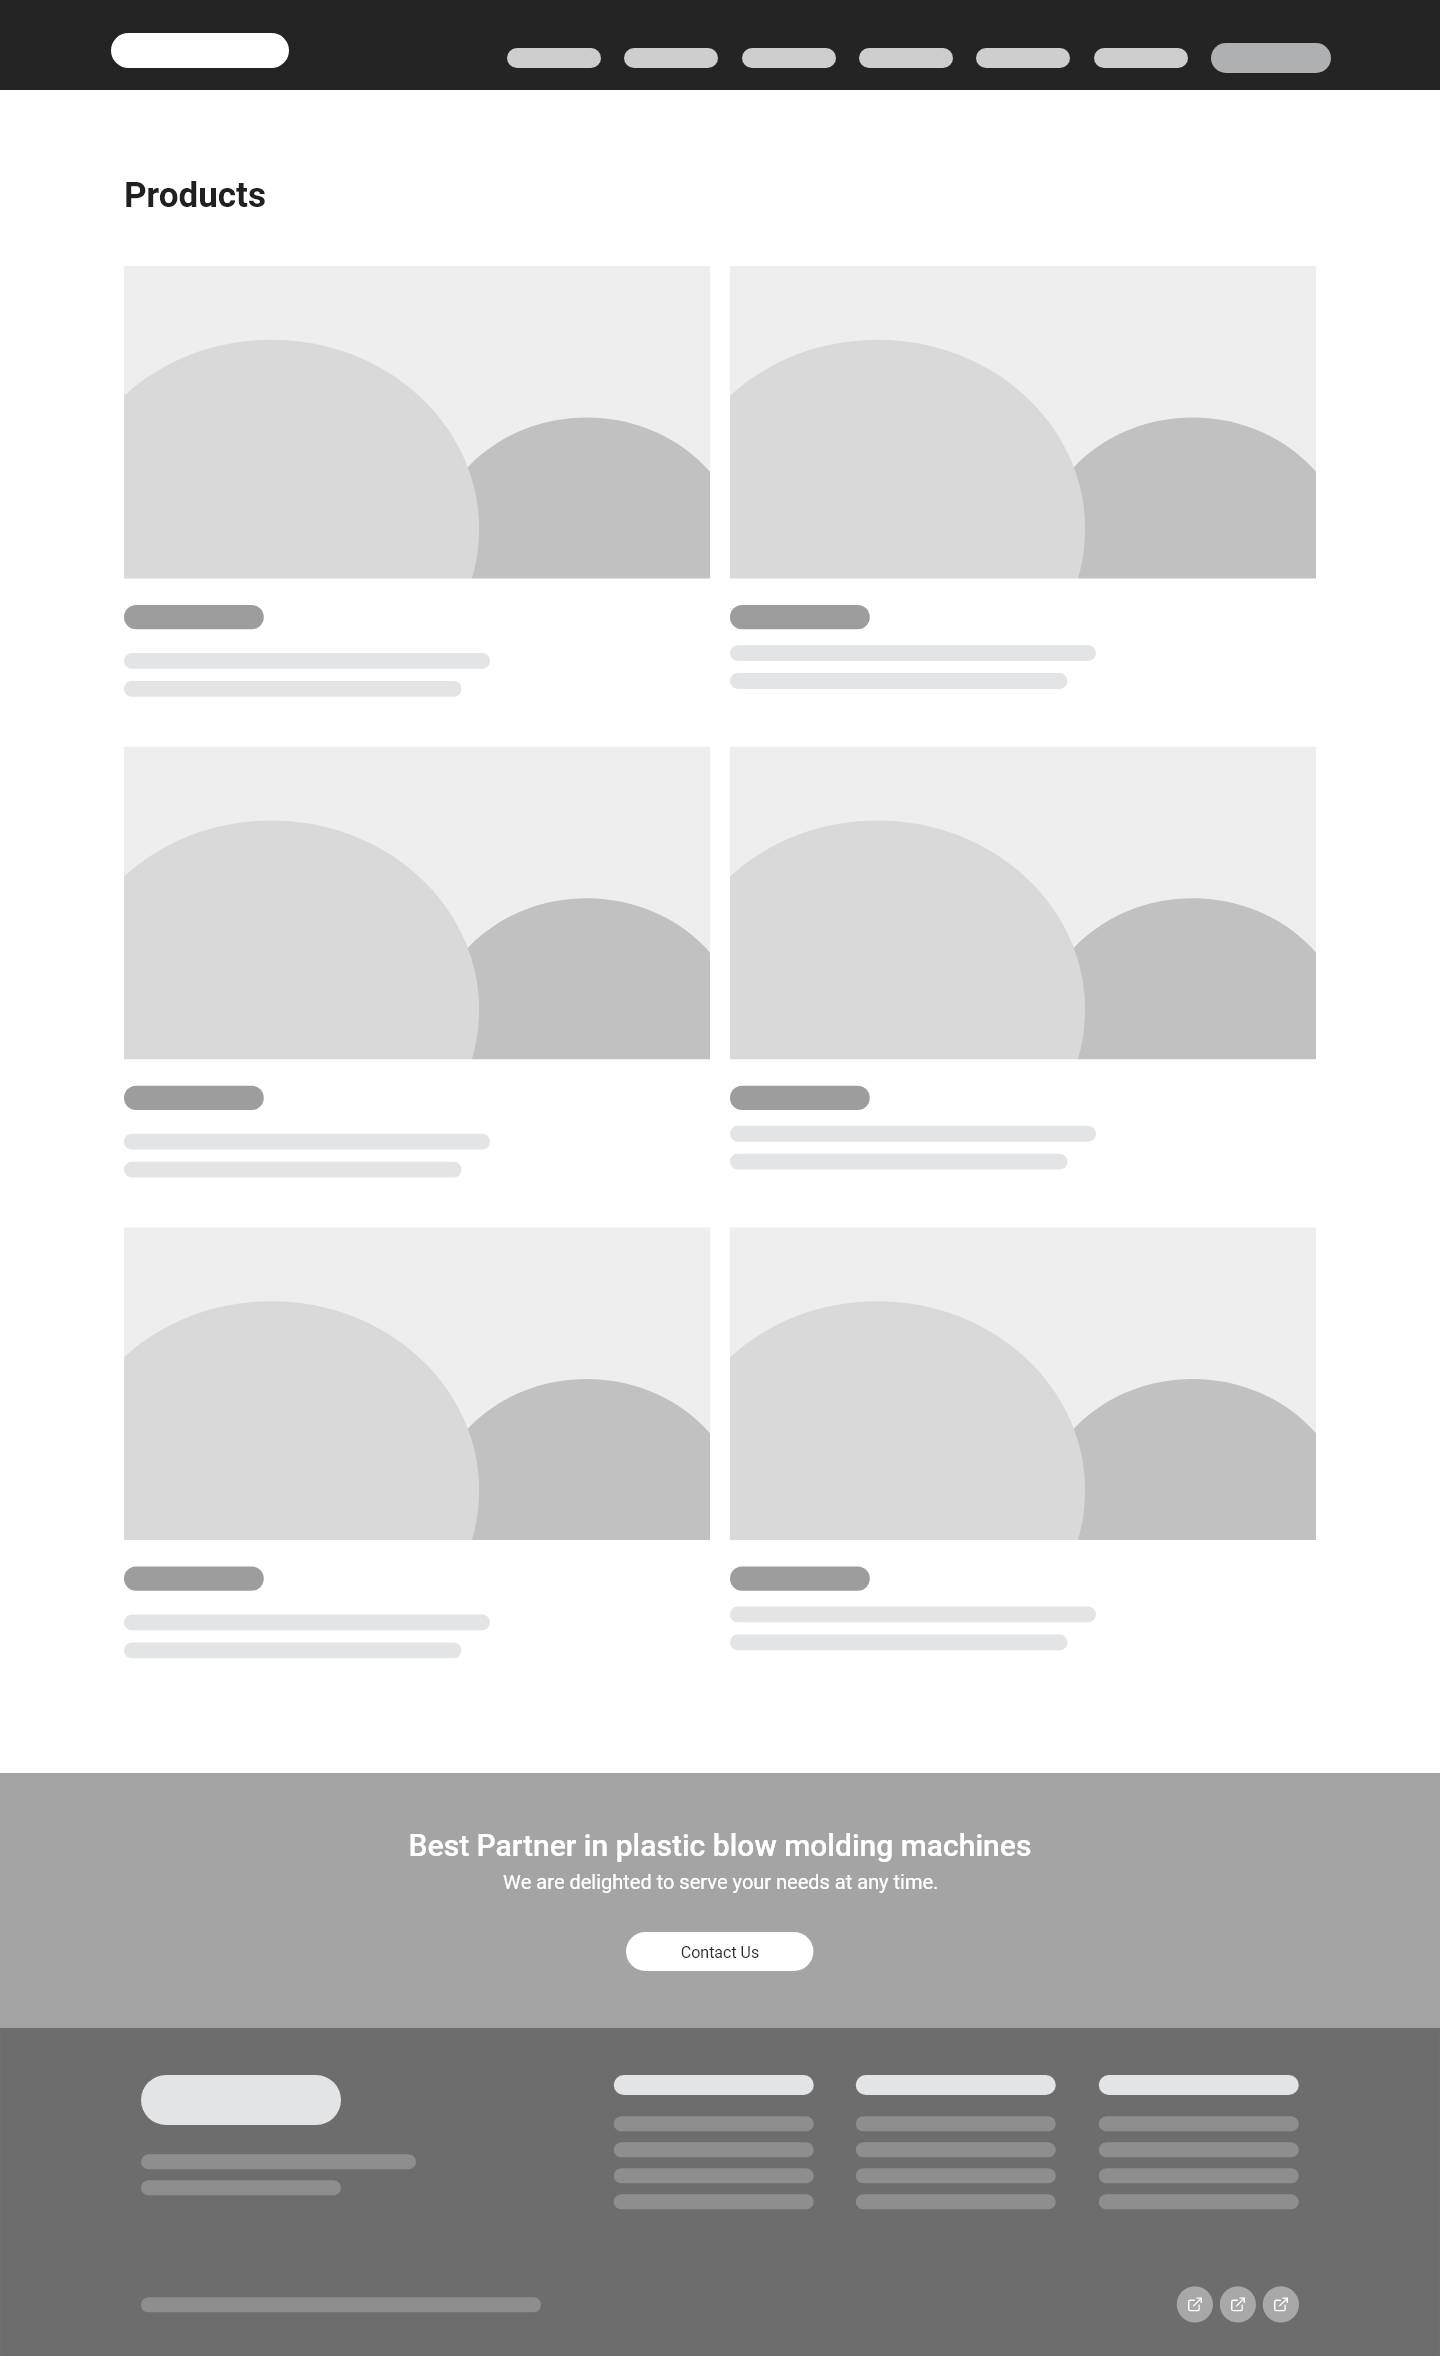 Products
Best Partner in plastic blow molding machines
We are delighted to serve your needs at any time.
Contact Us